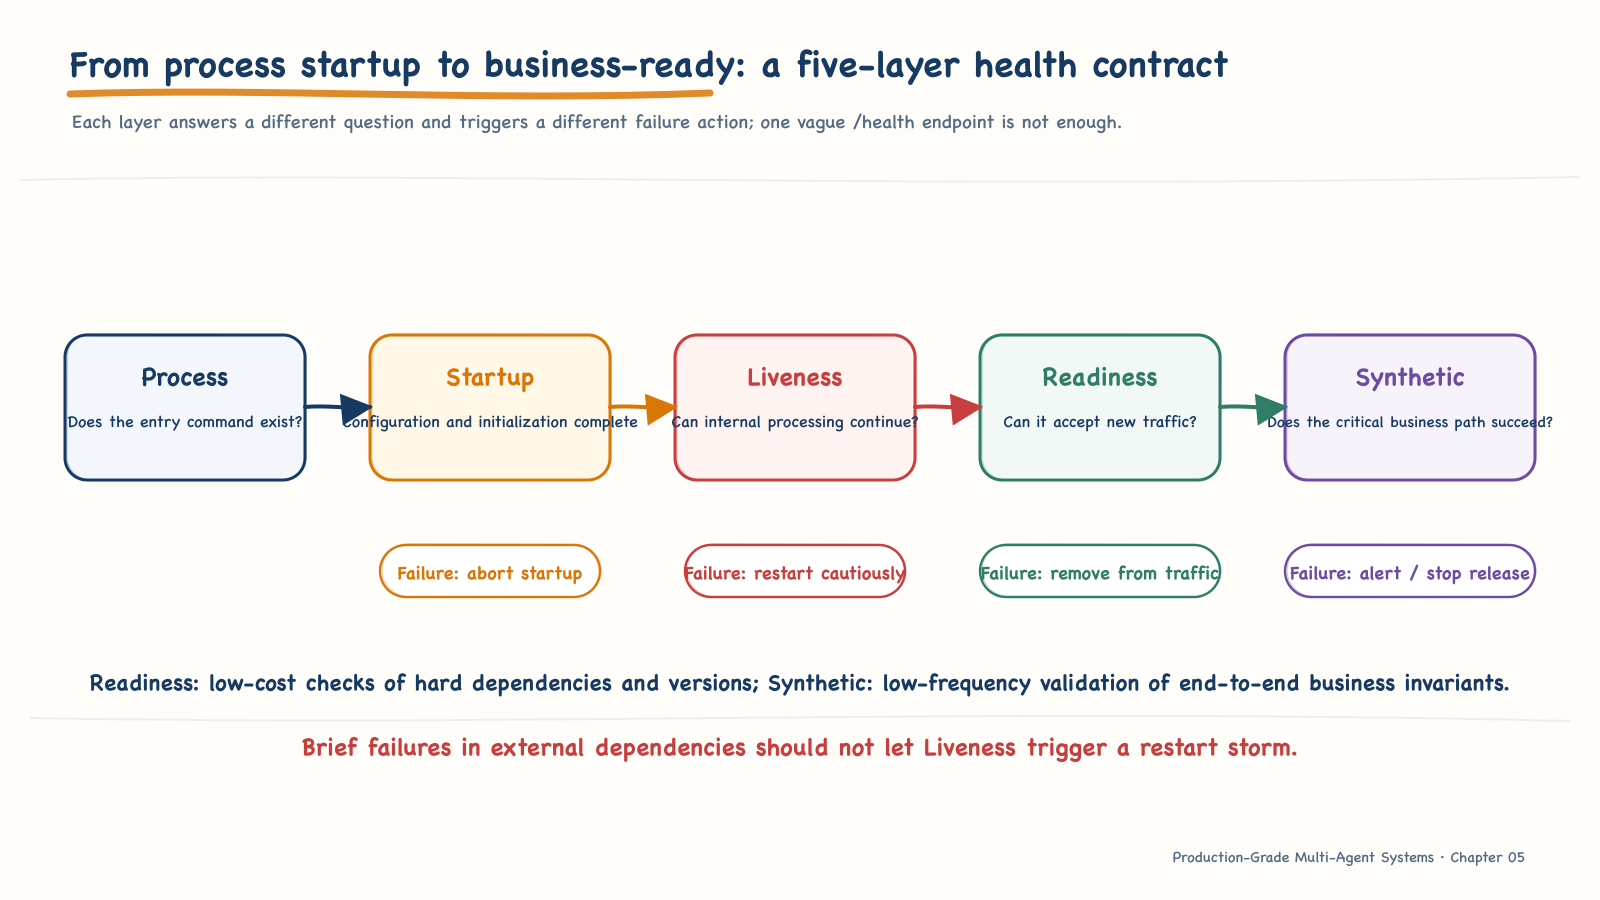 From process startup to business-ready: a five-layer health contract
Each layer answers a different question and triggers a different failure action; one vague /health endpoint is not enough.
Process
Does the entry command exist?
Startup
Configuration and initialization complete
Liveness
Can internal processing continue?
Readiness
Can it accept new traffic?
Synthetic
Does the critical business path succeed?
Failure: abort startup
Failure: restart cautiously
Failure: remove from traffic
Failure: alert / stop release
Readiness: low-cost checks of hard dependencies and versions; Synthetic: low-frequency validation of end-to-end business invariants.
Brief failures in external dependencies should not let Liveness trigger a restart storm.
Production-Grade Multi-Agent Systems · Chapter 05